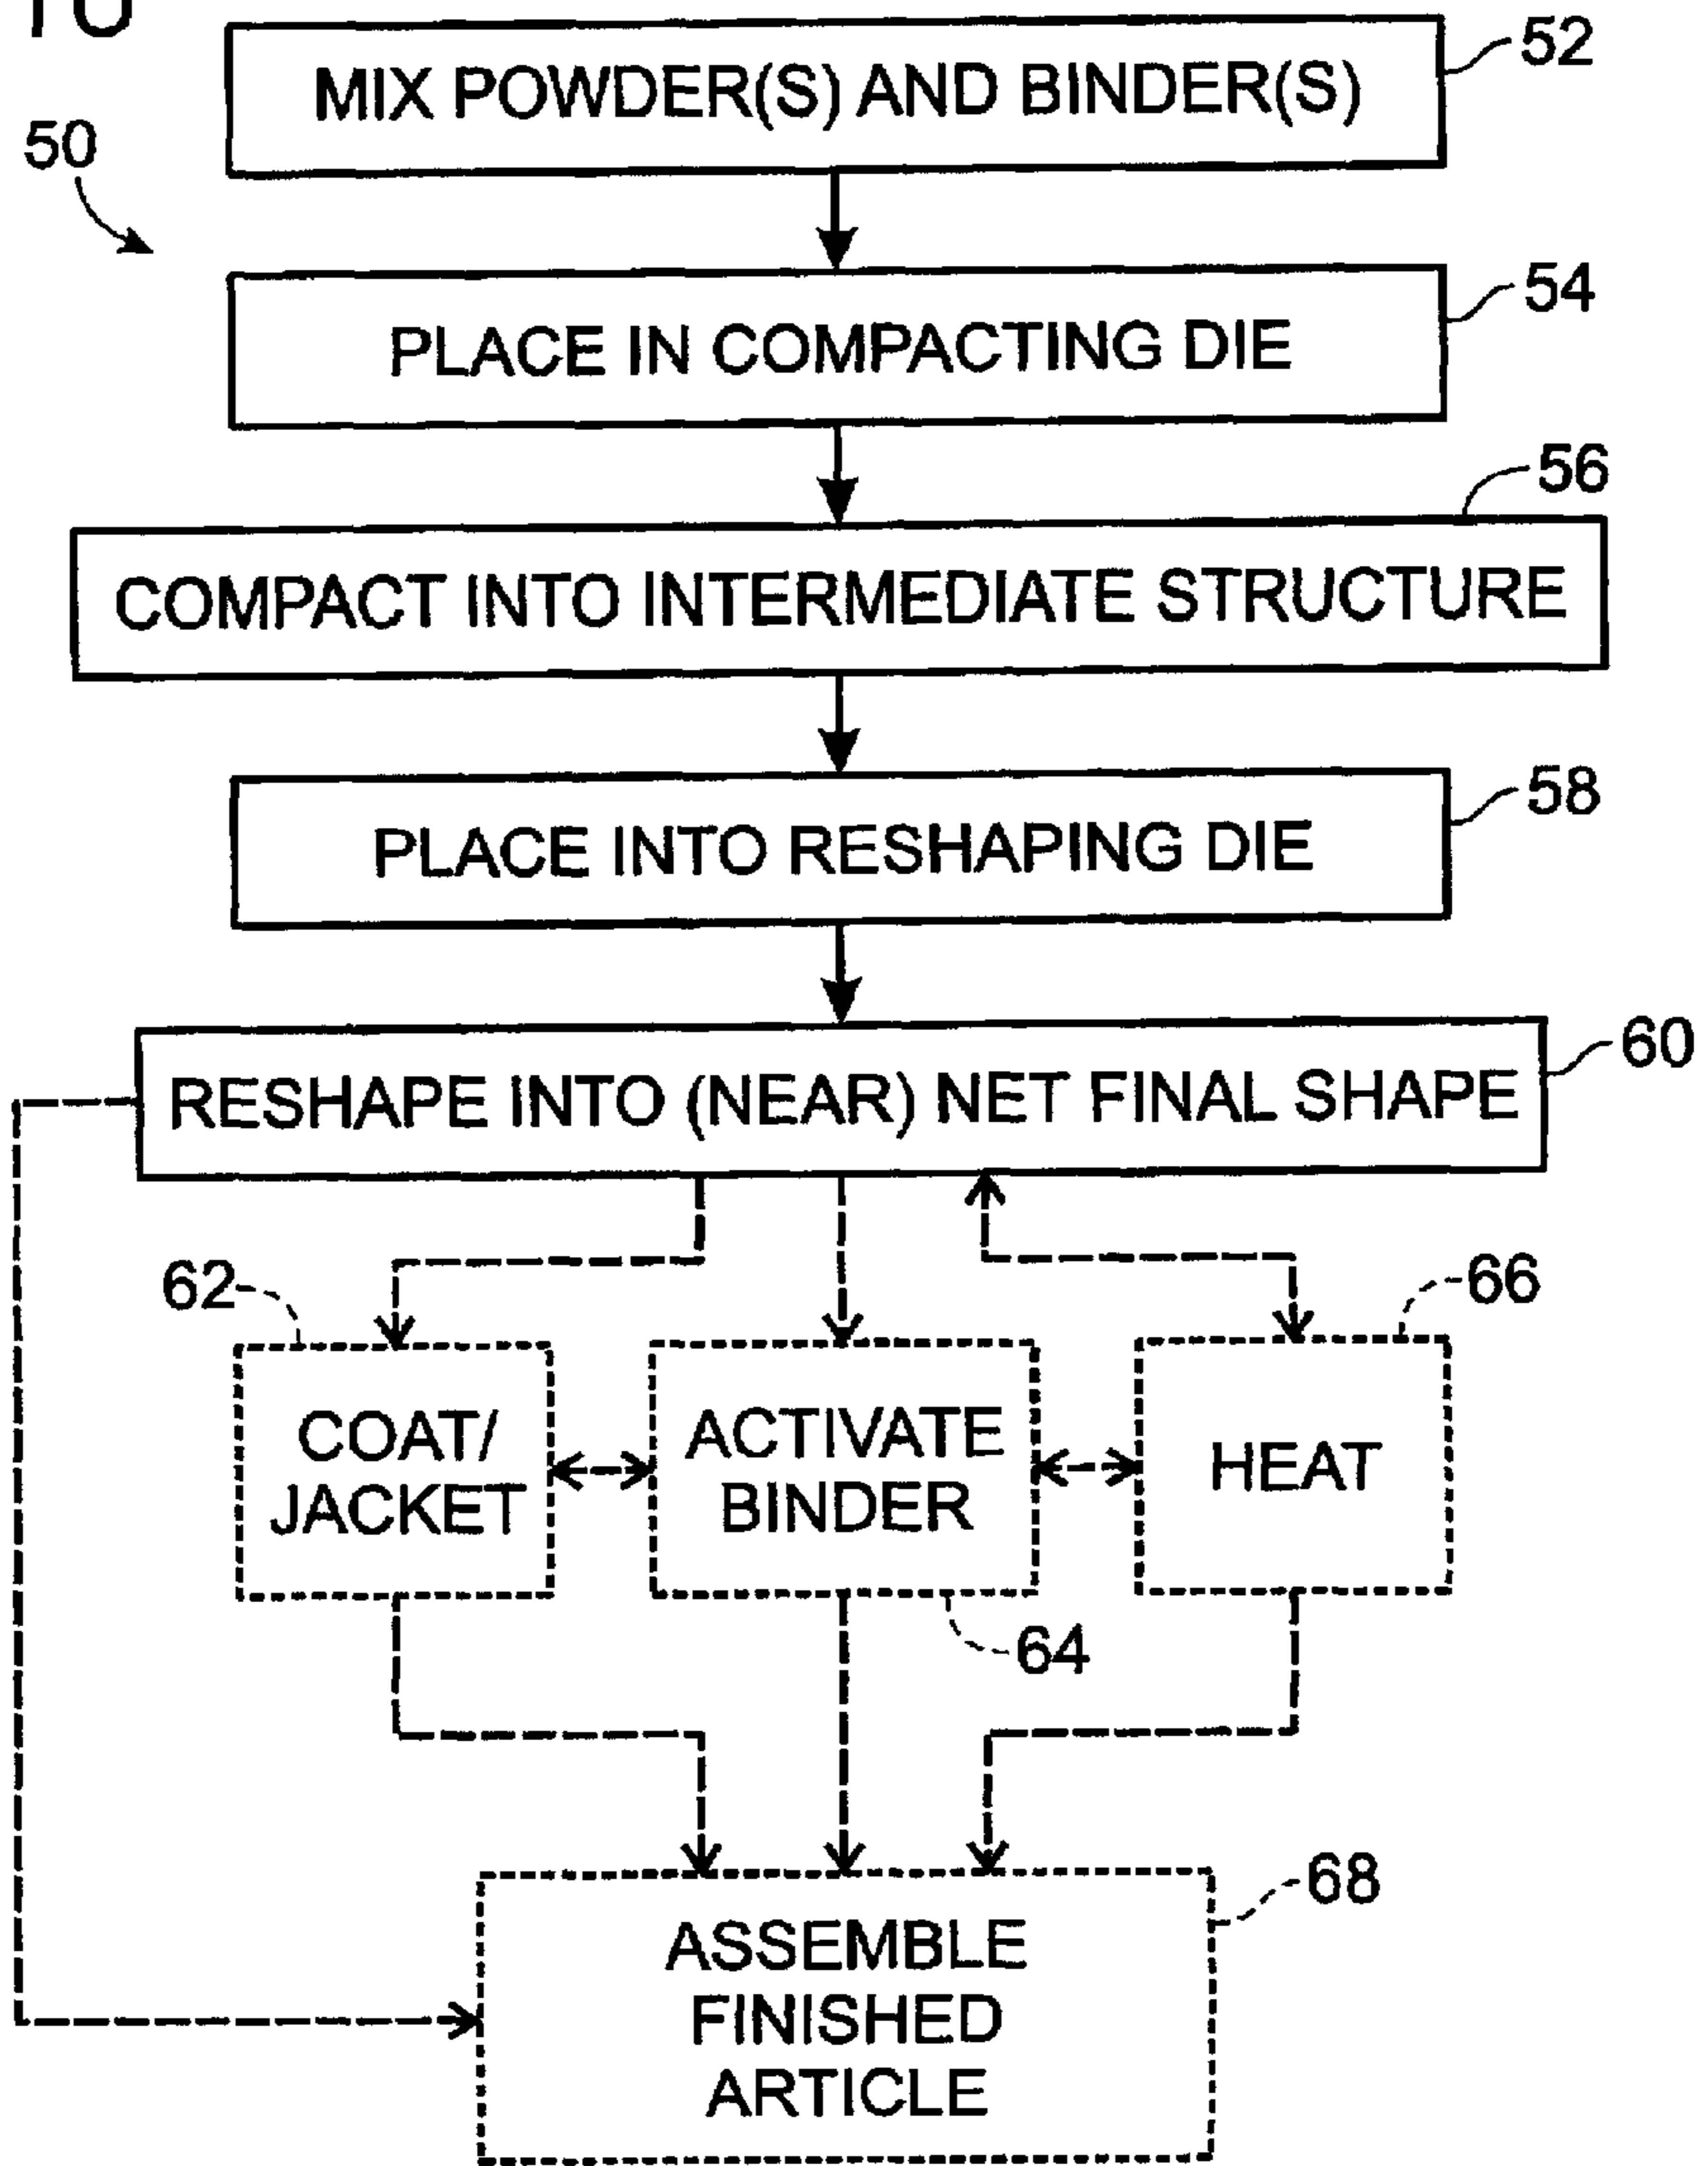 52
MIX POWDER(S) AND BINDER(S)
50
54
PLACE IN COMPACTING DIE
56
COMPACT INTO INTERMEDIATE STRUCTURE
58
PLACE INTO RESHAPING DIE
60
RESHAPE INTO (NEAR) NET FINAL SHAPE
62
66
COAT/
JACKET
ACTIVATE
BINDER
HEAT
64
68
ASSEMBLE
FINISHED
ARTICLE